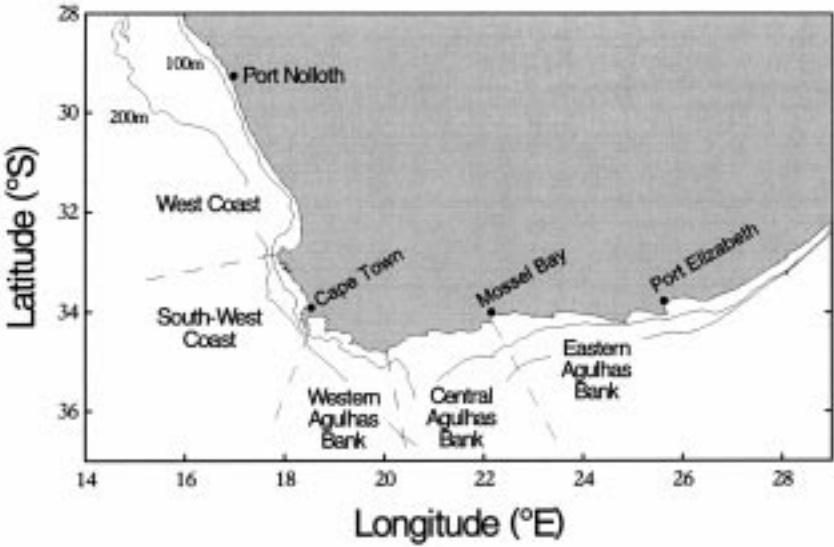 28
30
32
34
36
Latitude (°S)
100m
Port Nolloth
200m
West Coast
Cape Town
Mossel Bay
Port Elizabeth
South-West
Coast
Western
Agulhas
Bank
Central
Agulhas
Bank
Eastern
Agulhas
Bank
14
16
18
20
22
24
26
28
Longitude (°E)